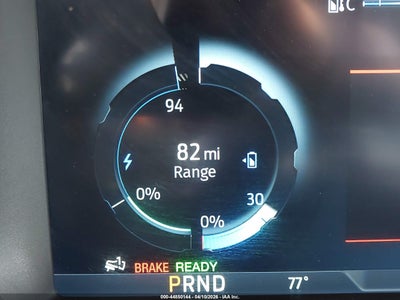 C
94
82 mi
Range
0%
30
0%
BRAKE READY
PRND
77°
000-44850144 - 04/10/2026 - IAA Inc.